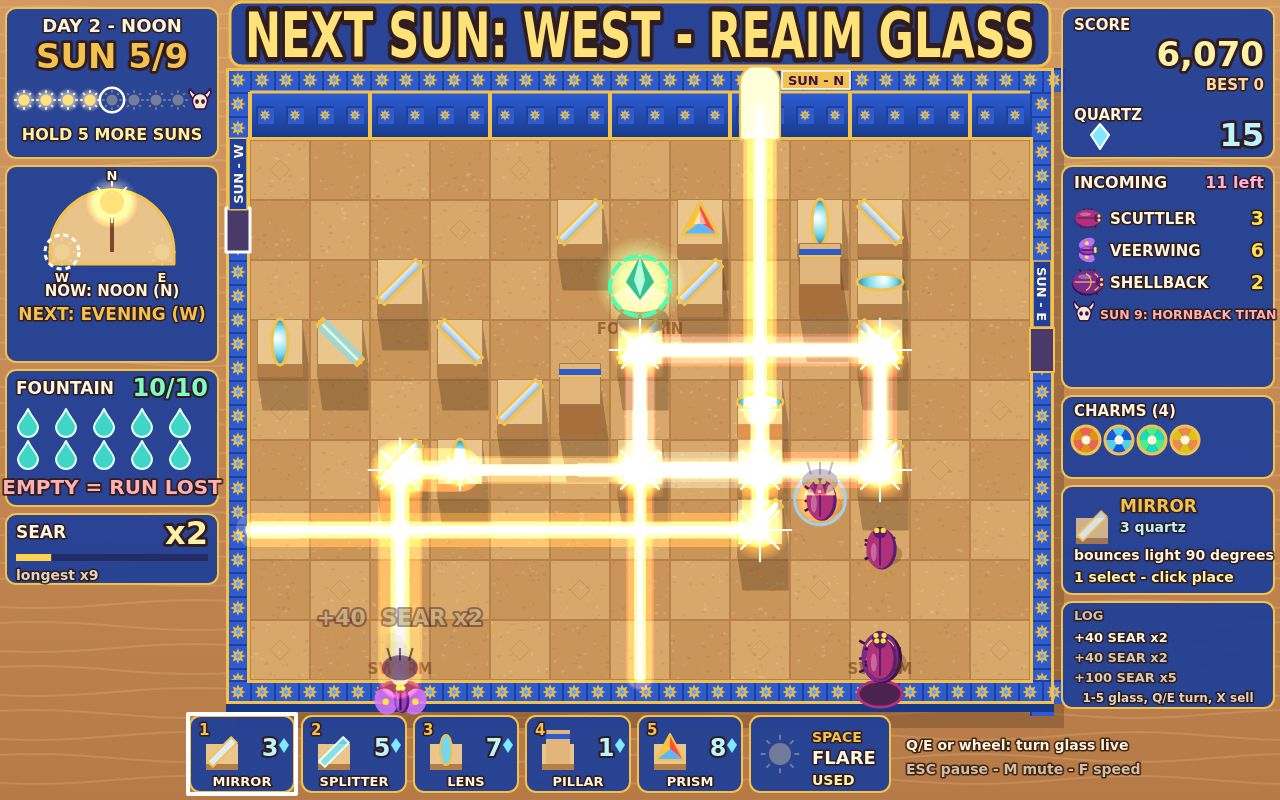 DAY 2 - NOON
SUN 5/9
HOLD 5 MORE SUNS
N
W
E
NOW: NOON (N)
NEXT: EVENING (W)
FOUNTAIN 10/10
EMPTY = RUN LOST
SEAR x2
longest x9
NEXT SUN: WEST - REAIM GLASS
SUN - N
SUN - W
SUN - E
+40 SEAR x2
SCORE
6,070
BEST 0
QUARTZ
15
INCOMING 11 left
SCUTTLER 3
VEERWING 6
SHELLBACK 2
SUN 9: HORNBACK TITAN
CHARMS (4)
MIRROR
3 quartz
bounces light 90 degrees
1 select - click place
LOG
+40 SEAR x2
+40 SEAR x2
+100 SEAR x5
1-5 glass, Q/E turn, X sell
1 3 MIRROR
2 5 SPLITTER
3 7 LENS
4 1 PILLAR
5 8 PRISM
SPACE
FLARE
USED
Q/E or wheel: turn glass live
ESC pause - M mute - F speed